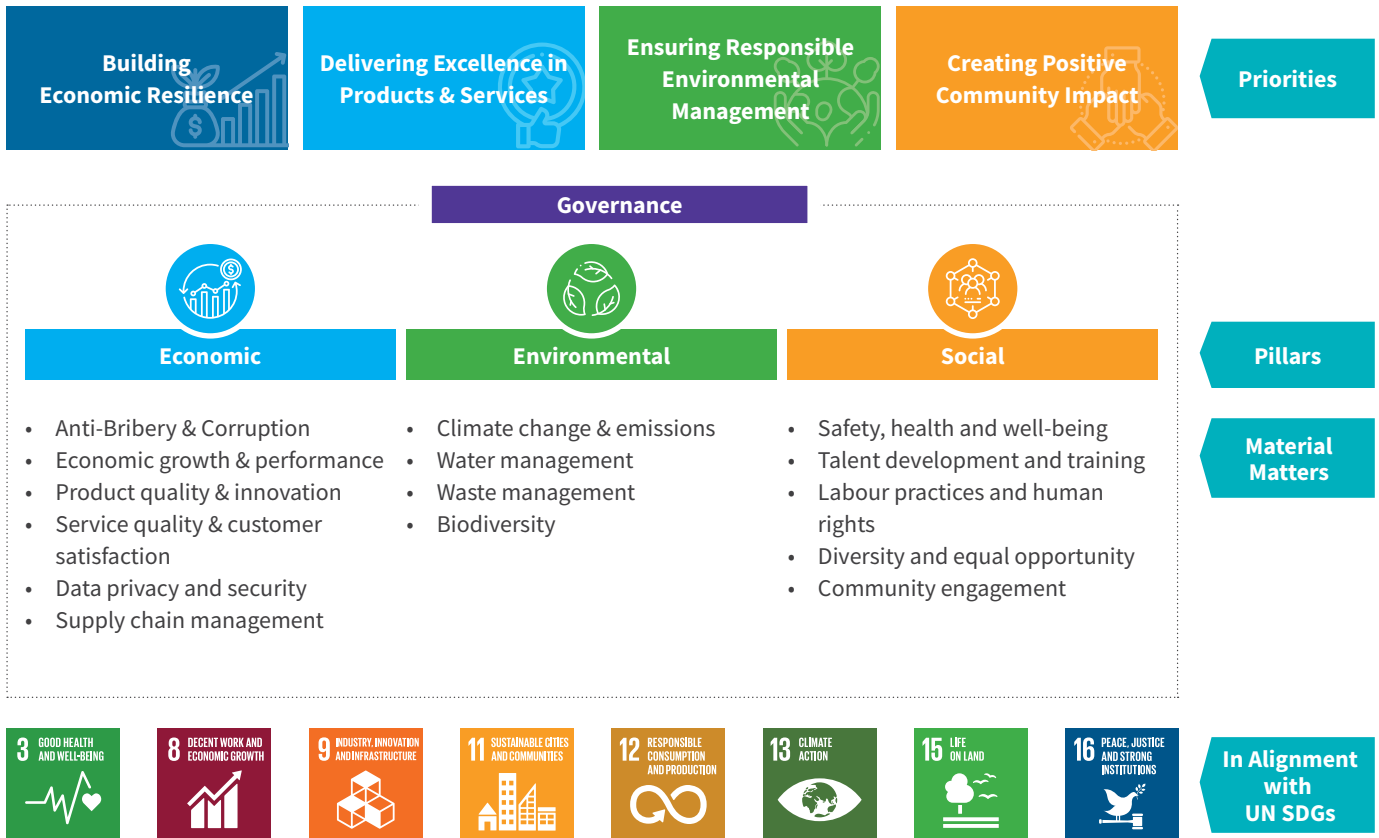 Building
Economic Resilience
Delivering Excellence in
Products & Services
Ensuring Responsible
Environmental
Management
Creating Positive
Community Impact
Priorities
Governance
Economic
Environmental
Social
Pillars
• Anti-Bribery & Corruption
• Economic growth & performance
• Product quality & innovation
• Service quality & customer
satisfaction
• Data privacy and security
• Supply chain management
• Climate change & emissions
• Water management
• Waste management
• Biodiversity
• Safety, health and well-being
• Talent development and training
• Labour practices and human
rights
• Diversity and equal opportunity
• Community engagement
Material
Matters
3 GOOD HEALTH
AND WELL-BEING
8 DECENT WORK AND
ECONOMIC GROWTH
9 INDUSTRY, INNOVATION
AND INFRASTRUCTURE
11 SUSTAINABLE CITIES
AND COMMUNITIES
12 RESPONSIBLE
CONSUMPTION
AND PRODUCTION
13 CLIMATE
ACTION
15 LIFE
ON LAND
16 PEACE, JUSTICE
AND STRONG
INSTITUTIONS
In Alignment
with
UN SDGs